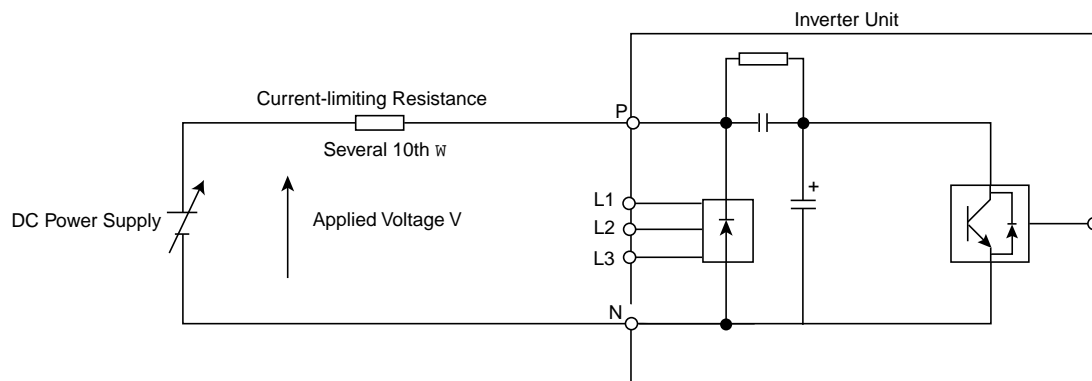 Inverter Unit
Current-limiting Resistance
P
Several 10th W
L1
L2
L3
DC Power Supply
Applied Voltage V
+
N